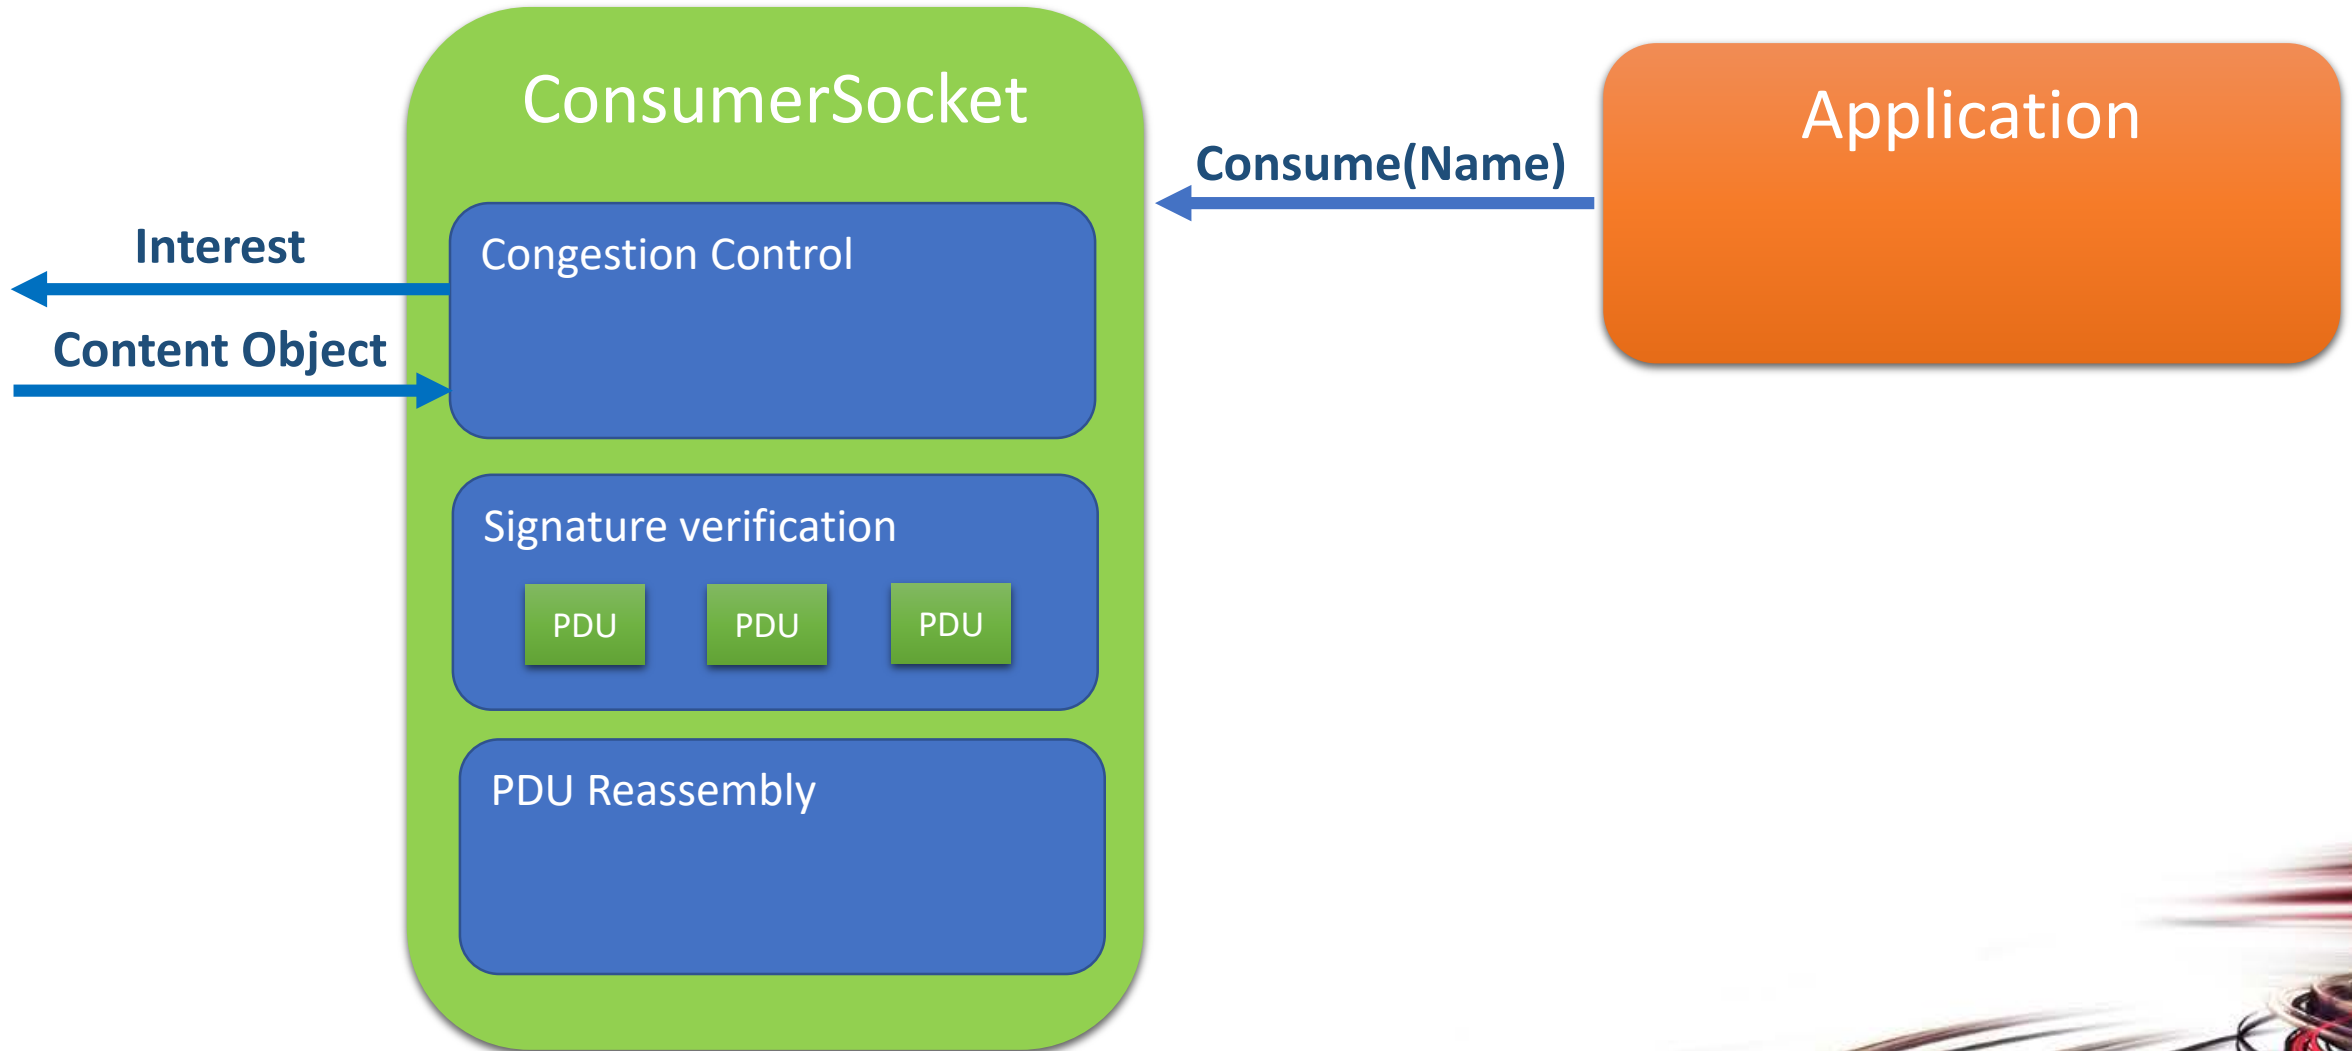 ConsumerSocket
Application
Consume(Name)
Interest
Content Object
Congestion Control
Signature verification
PDU PDU PDU
PDU Reassembly